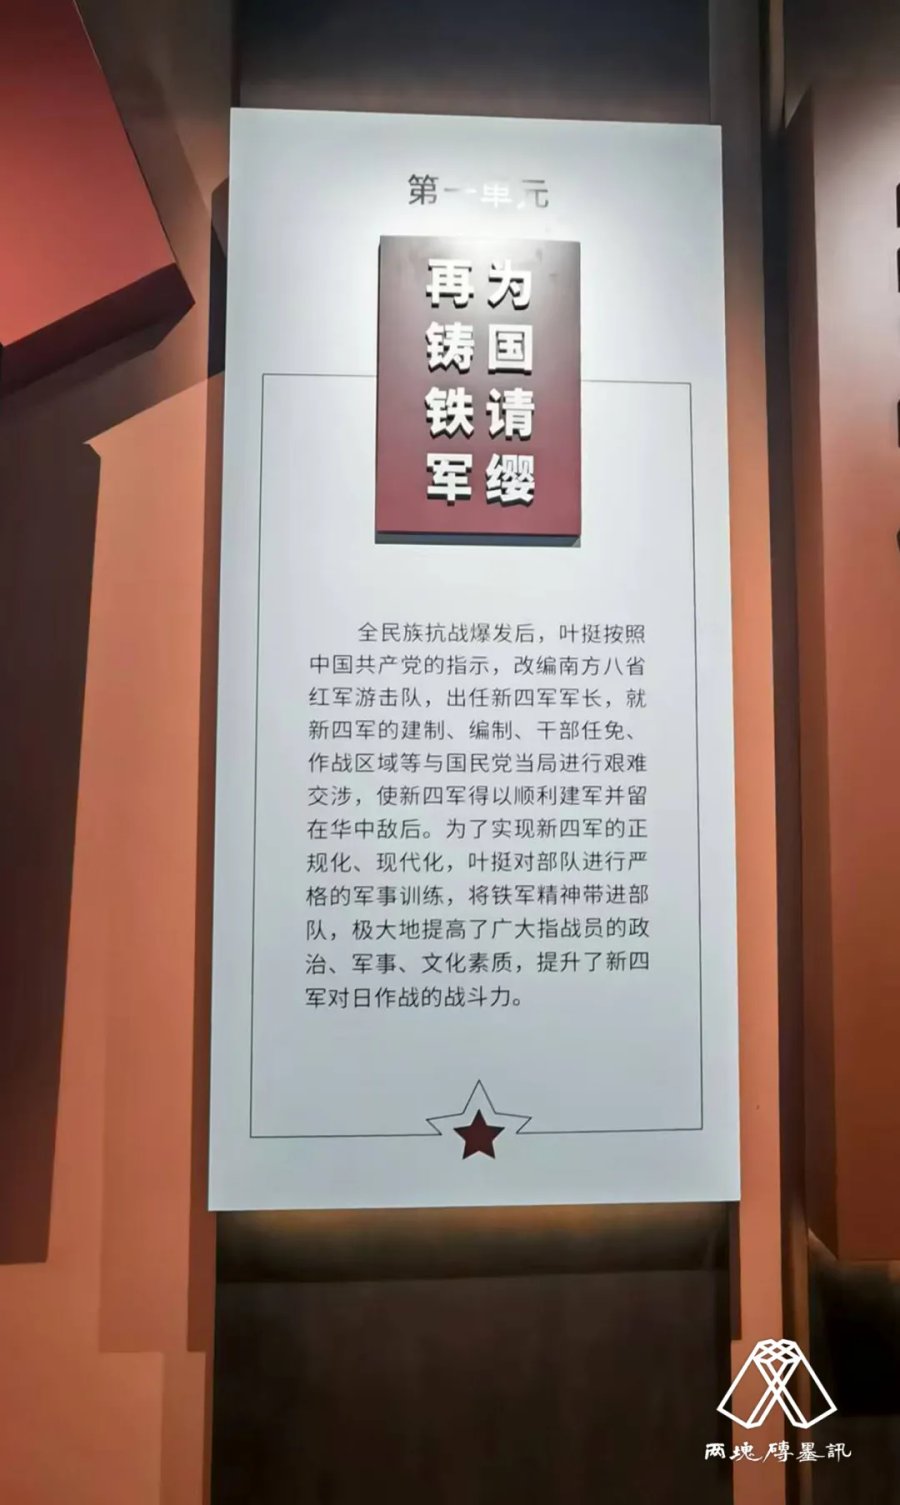 第一单元
为国请缨
再铸铁军
全民族抗战爆发后，叶挺按照
中国共产党的指示，改编南方八省
红军游击队，出任新四军军长，就
新四军的建制、编制、干部任免、
作战区域等与国民党当局进行艰难
交涉，使新四军得以顺利建军并留
在华中敌后。为了实现新四军的正
规化、现代化，叶挺对部队进行严
格的军事训练，将铁军精神带进部
队，极大地提高了广大指战员的政
治、军事、文化素质，提升了新四
军对日作战的战斗力。
两塊磚墨訊